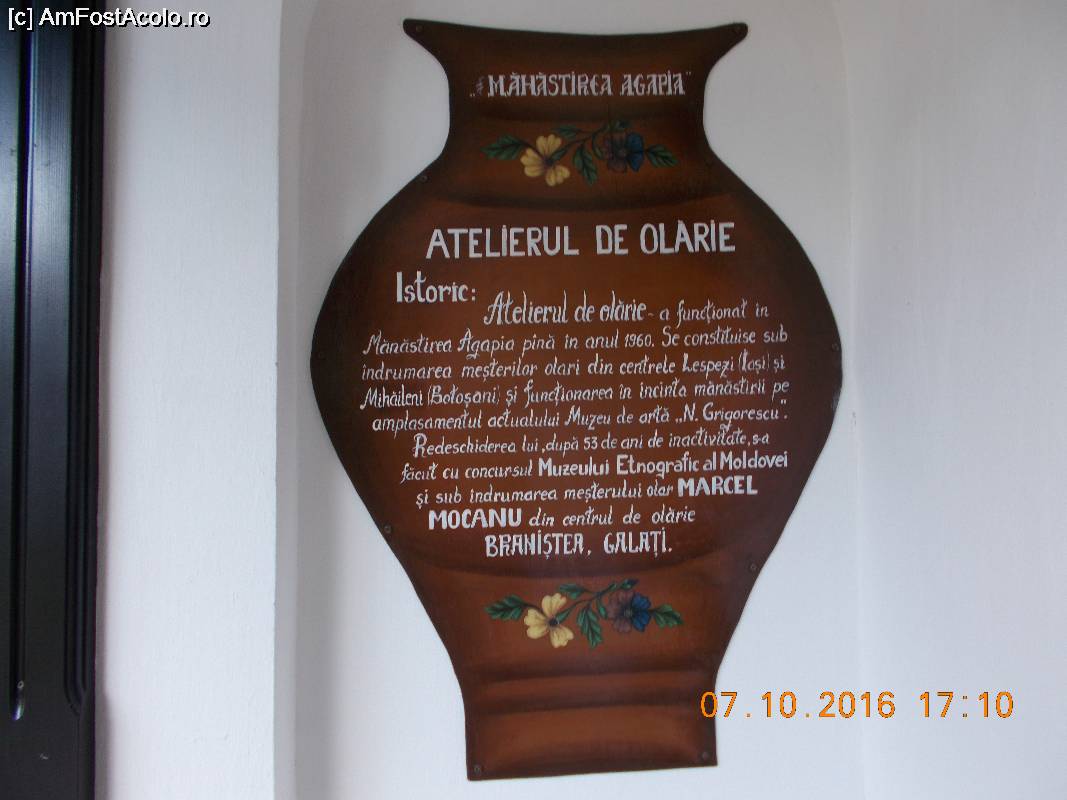 [c] AmFostAcolo.ro
„MĂNĂSTIREA AGAPIA"
ATELIERUL DE OLĂRIE
Istoric:
Atelierul de olărie - a funcționat în
Mănăstirea Agapia pînă în anul 1960. Se constituise sub
îndrumarea meșterilor olari din centrele Lespezi (Iași) și
Mihăileni (Botoșani) și funcționarea în incinta mănăstirii pe
amplasamentul actualului Muzeu de artă „N. Grigorescu".
Redeschiderea lui, după 53 de ani de inactivitate, s-a
făcut cu concursul Muzeului Etnografic al Moldovei
și sub îndrumarea meșterului olar MARCEL
MOCANU din centrul de olărie
BRANIȘTEA, GALAȚI.
07.10.2016 17:10